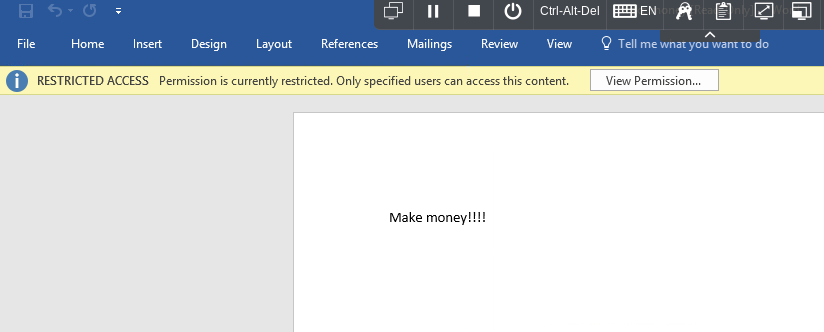 Ctrl-Alt-Del EN
File Home Insert Design Layout References Mailings Review View Tell me what you want to do
RESTRICTED ACCESS Permission is currently restricted. Only specified users can access this content. View Permission...
Make money!!!!